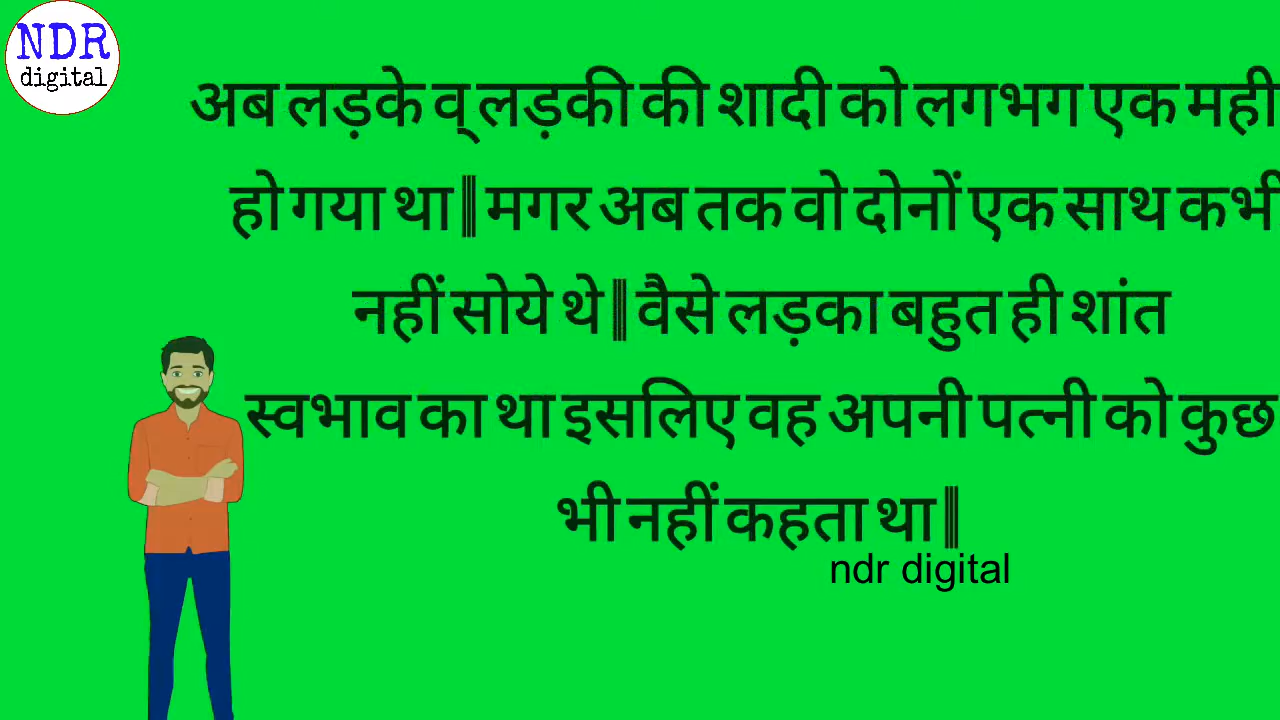 NDR
digital
अब लड़के व् लड़की की शादी को लगभग एक मही
हो गया था॥ मगर अब तक वो दोनों एक साथ कभी
नहीं सोये थे॥ वैसे लड़का बहुत ही शांत
स्वभाव का था इसलिए वह अपनी पत्नी को कुछ
भी नहीं कहता था॥
ndr digital